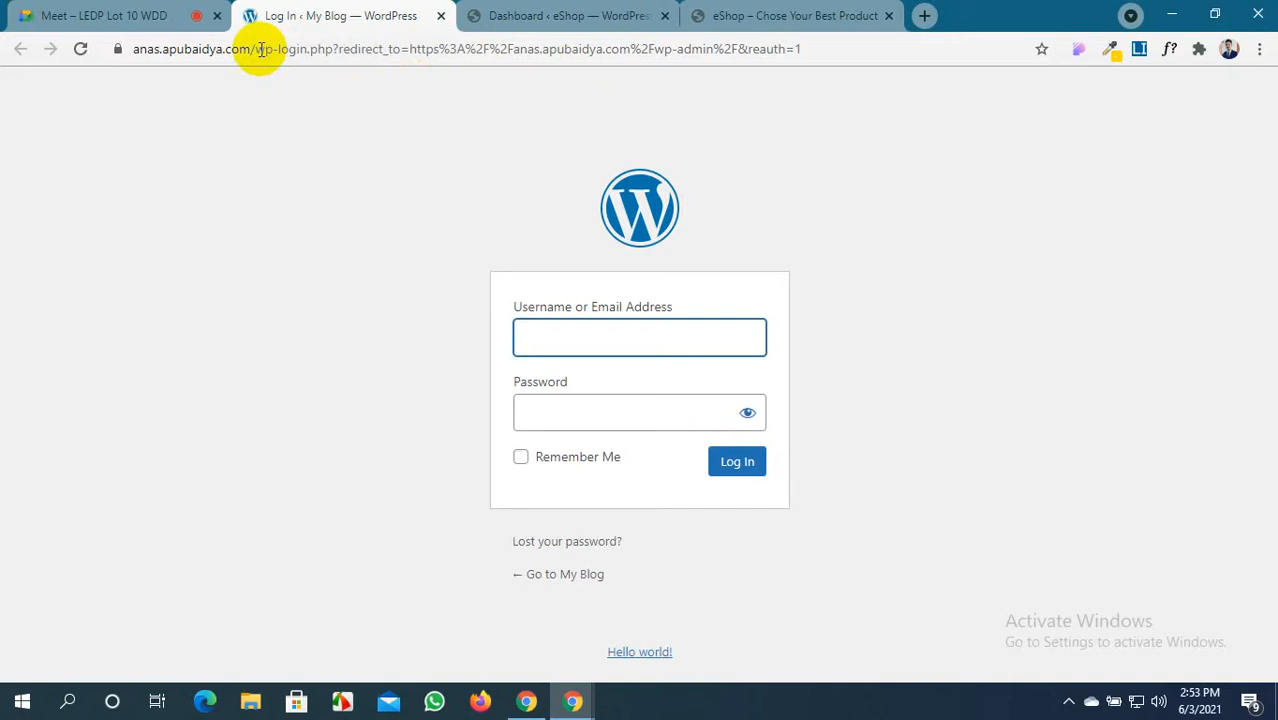 Meet – LEDP Lot 10 WDD
Log In ‹ My Blog — WordPress
Dashboard ‹ eShop — WordPress
eShop – Chose Your Best Product
anas.apubaidya.com/wp-login.php?redirect_to=https%3A%2F%2Fanas.apubaidya.com%2Fwp-admin%2F&reauth=1
Username or Email Address
Password
Remember Me
Log In
Lost your password?
← Go to My Blog
Hello world!
Activate Windows
Go to Settings to activate Windows.
2:53 PM
6/3/2021
9